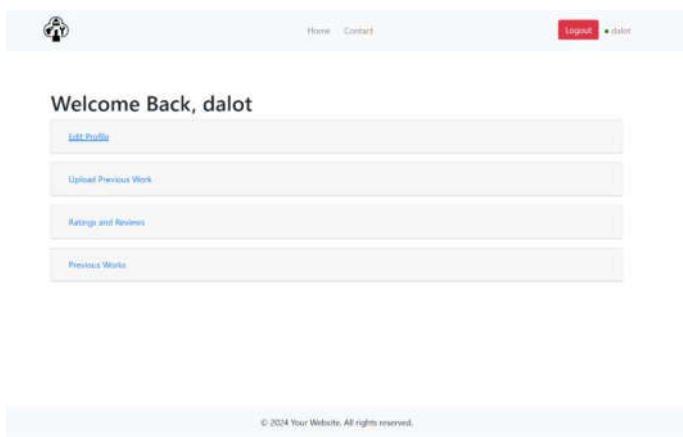 Home Contact Logout dalot
Welcome Back, dalot
Edit Profile
Upload Previous Work
Ratings and Reviews
Previous Works
© 2024 Your Website. All rights reserved.